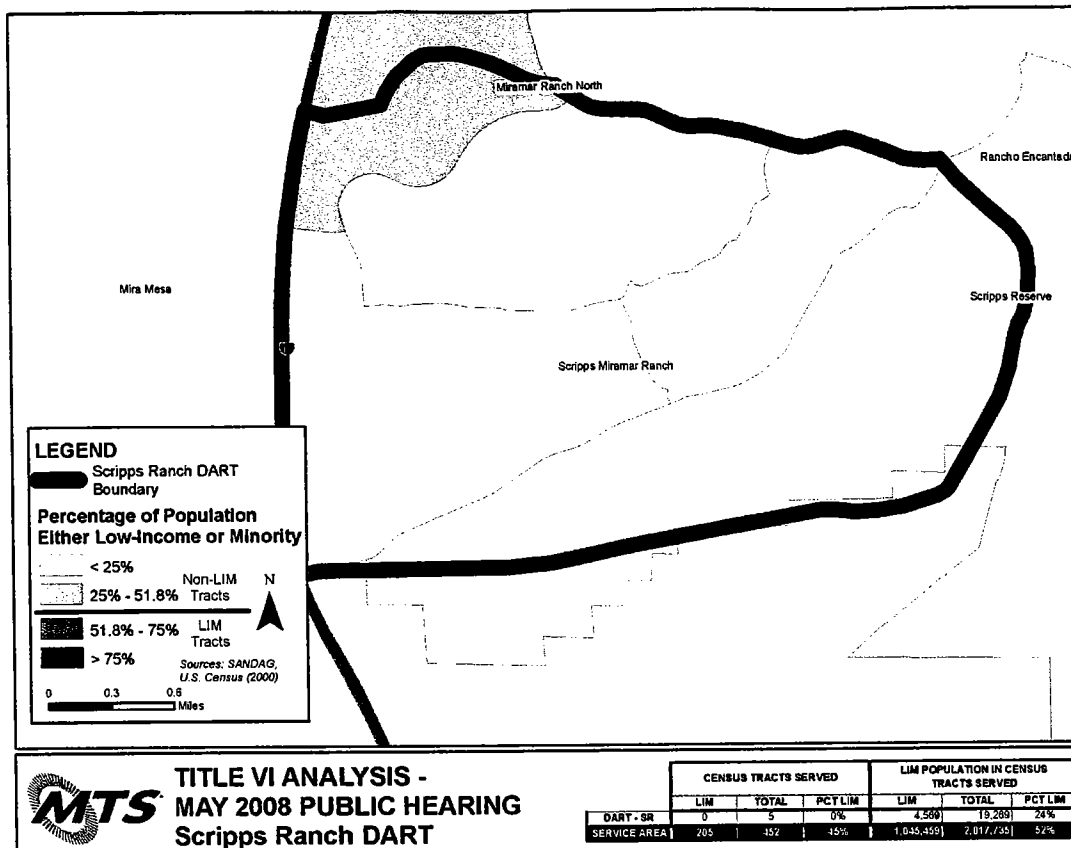 Miramar Ranch North
Rancho Encantada
Mira Mesa
Scripps Reserve
Scripps Miramar Ranch
LEGEND
Scripps Ranch DART
Boundary
Percentage of Population
Either Low-Income or Minority
< 25%
Non-LIM
Tracts
25% - 51.8%
N
51.8% - 75%
LIM
Tracts
> 75%
Sources: SANDAG,
U.S. Census (2000)
0 0.3 0.6
Miles
MTS
TITLE VI ANALYSIS -
MAY 2008 PUBLIC HEARING
Scripps Ranch DART
CENSUS TRACTS SERVED
LIM POPULATION IN CENSUS
TRACTS SERVED
LIM TOTAL PCT LIM LIM TOTAL PCT LIM
DART - SR 0 5 0% 4,569 19,269 24%
SERVICE AREA 205 452 45% 1,045,459 2,017,735 52%